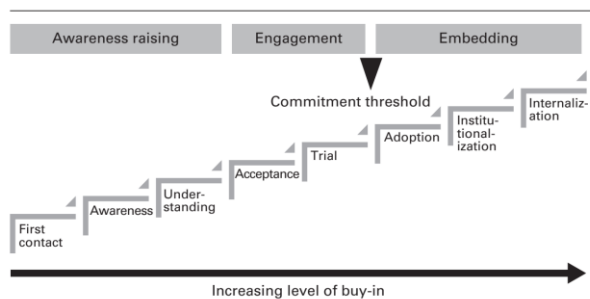 Awareness raising
Engagement
Embedding
Commitment threshold
First
contact
Awareness
Under-
standing
Acceptance
Trial
Adoption
Institu-
tional-
ization
Internaliz-
ation
Increasing level of buy-in